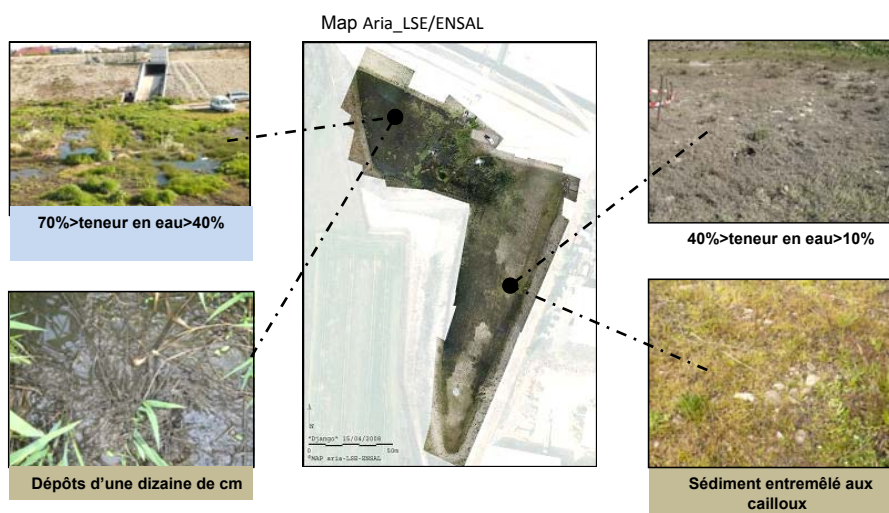 Map Aria_LSE/ENSAL
70%>teneur en eau>40%
40%>teneur en eau>10%
N
"Django" 15/04/2008
0 50m
©MAP aria-LSE-ENSAL
Dépôts d'une dizaine de cm
Sédiment entremêlé aux
cailloux